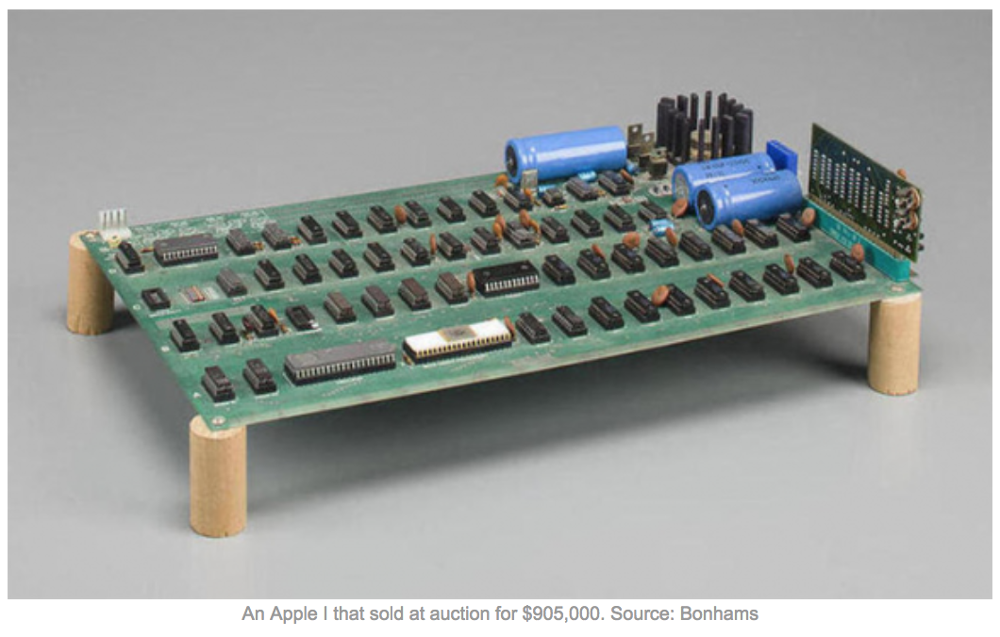 An Apple I that sold at auction for $905,000. Source: Bonhams